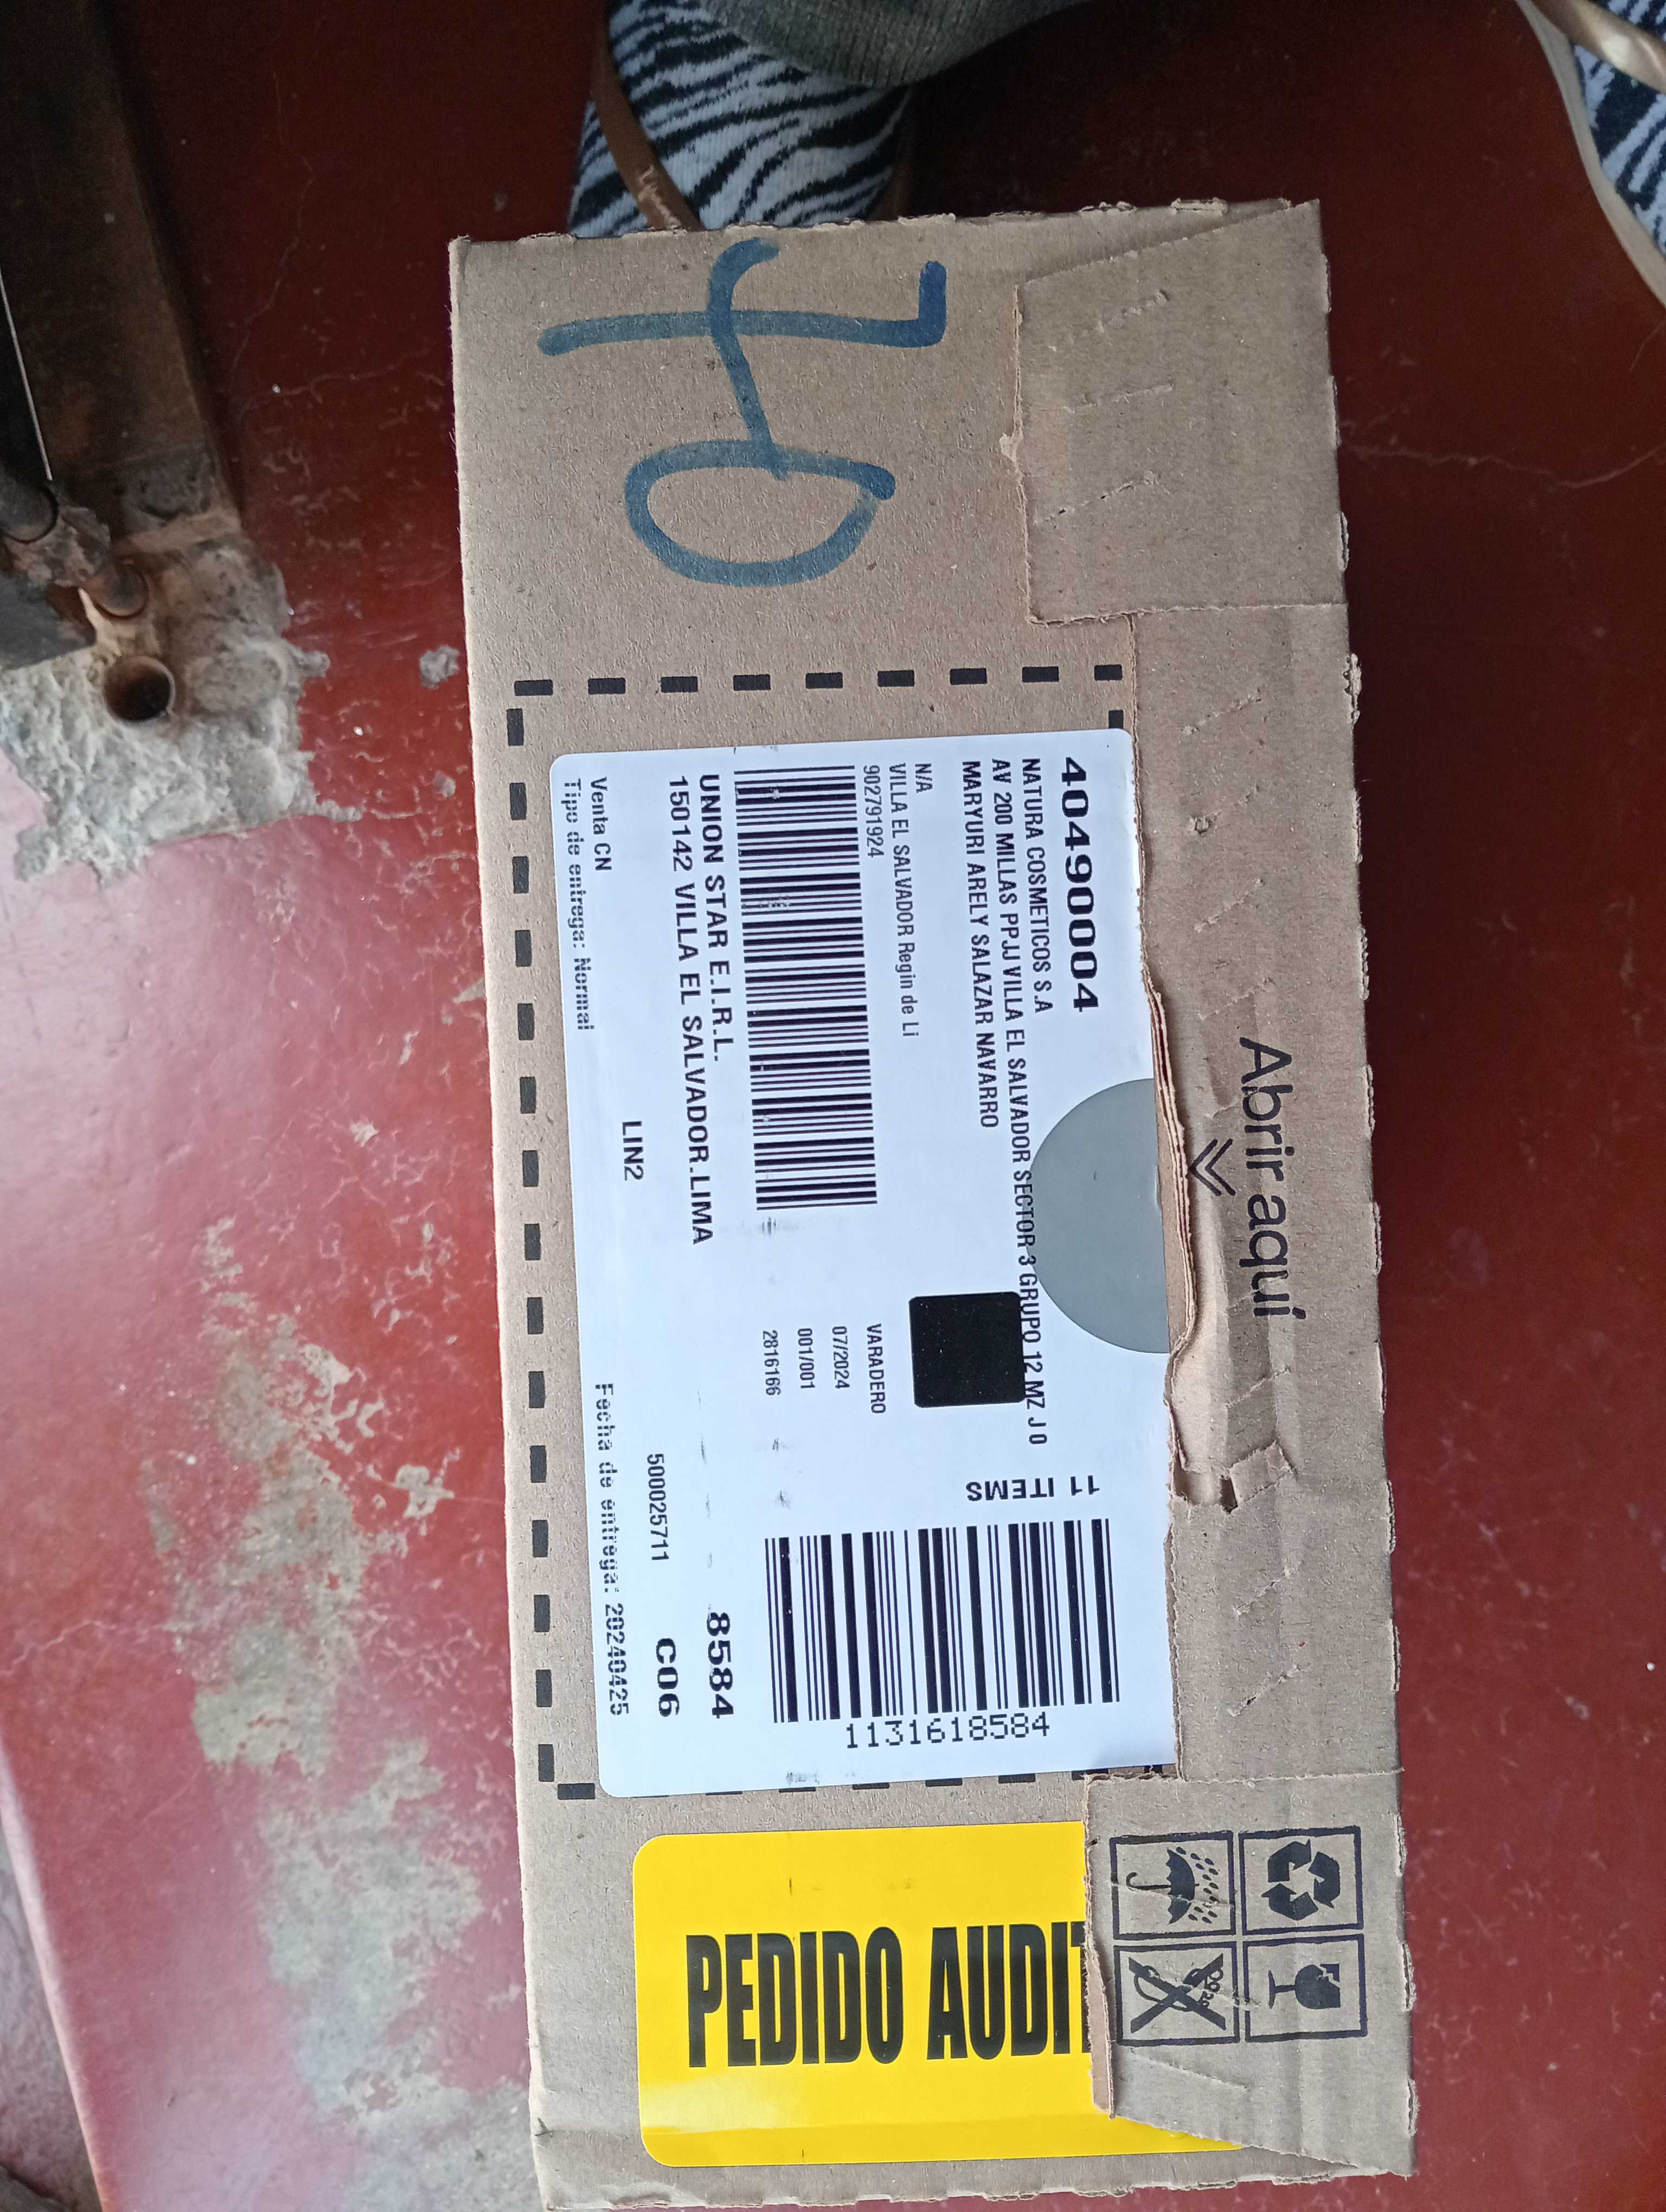 Abrir aquí
40490004
NATURA COSMETICOS S.A
AV 200 MILLAS PPJJ VILLA EL SALVADOR SECTOR 3 GRUPO 12 MZ J 0
MARYURI ARELY SALAZAR NAVARRO
11 ITEMS
N/A
VILLA EL SALVADOR Regin de Li
902791924
VARADERO
07/2024
001/001
2816166
1131618584
UNION STAR E.I.R.L.
8584
150142 VILLA EL SALVADOR.LIMA
LIN2
500025711
C06
Venta CN
Tipo de entrega: Normal
Fecha de entrega: 20240425
PEDIDO AUDIT